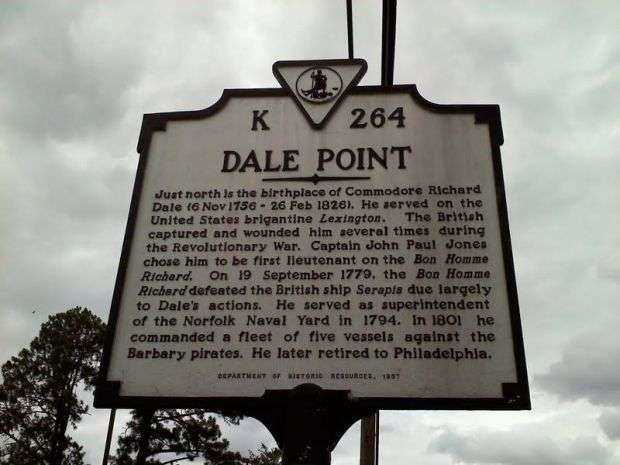 K 264
DALE POINT
Just north is the birthplace of Commodore Richard
Dale (6 Nov 1756 - 26 Feb 1826). He served on the
United States brigantine Lexington. The British
captured and wounded him several times during
the Revolutionary War. Captain John Paul Jones
chose him to be first lieutenant on the Bon Homme
Richard. On 19 September 1779, the Bon Homme
Richard defeated the British ship Serapis due largely
to Dale's actions. He served as superintendent
of the Norfolk Naval Yard in 1794. In 1801 he
commanded a fleet of five vessels against the
Barbary pirates. He later retired to Philadelphia.
DEPARTMENT OF HISTORIC RESOURCES, 1997